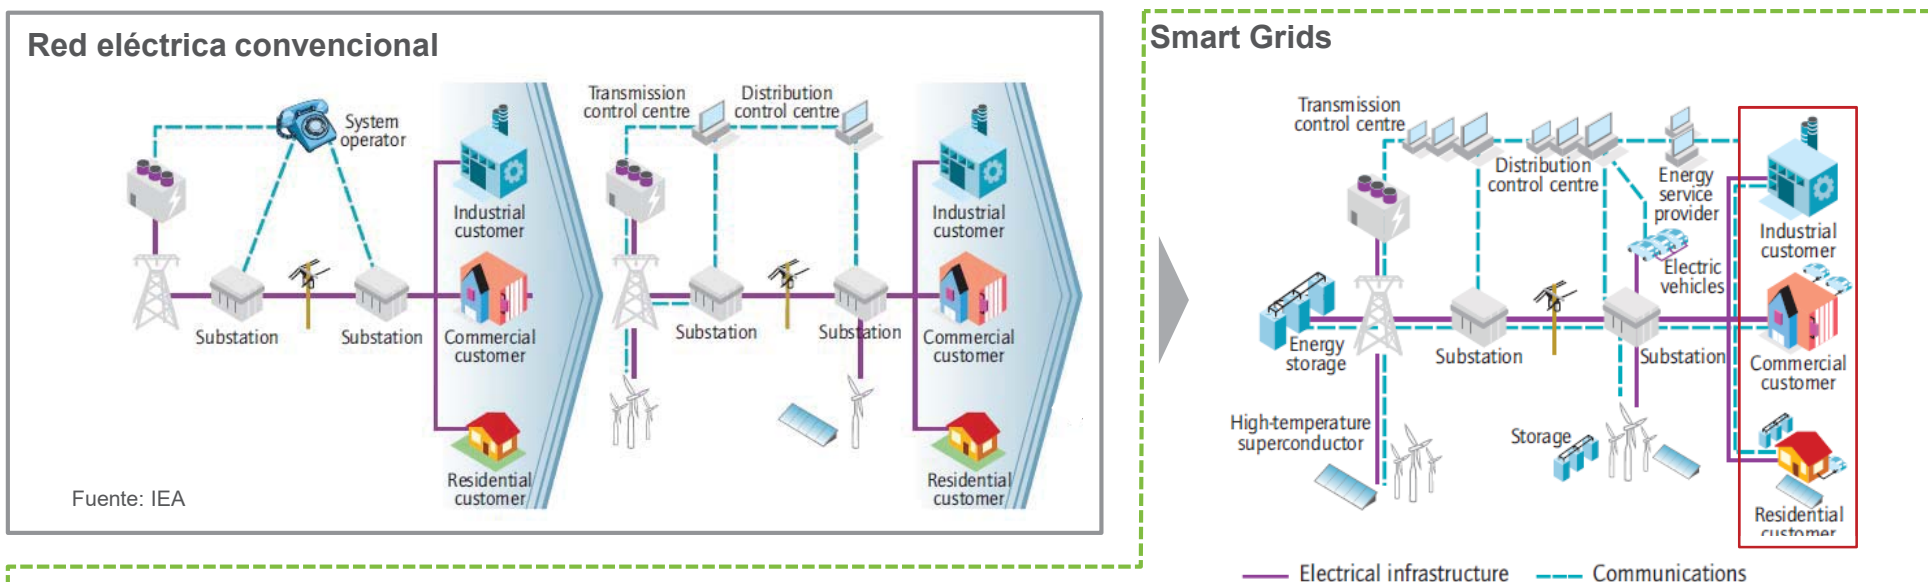 Red eléctrica convencional
System
operator
Industrial
customer
Substation
Substation
Commercial
customer
Residential
customer
Fuente: IEA
Transmission
control centre
Distribution
control centre
Industrial
customer
Substation
Substation
Commercial
customer
Residential
customer
Smart Grids
Transmission
control centre
Distribution
control centre
Energy
service
provider
Industrial
customer
Electric
vehicles
Energy
storage
Substation
Substation
Commercial
customer
High-temperature
superconductor
Storage
Residential
customer
Electrical infrastructure
Communications